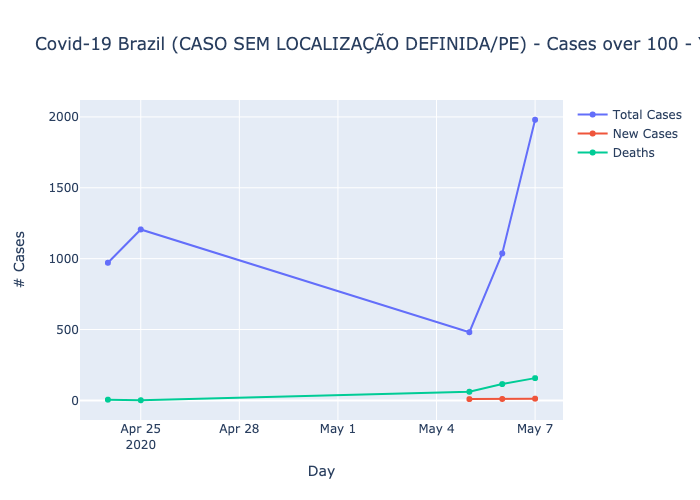 Covid-19 Brazil (CASO SEM LOCALIZAÇÃO DEFINIDA/PE) - Cases over 100 -
2000
1500
1000
500
0
# Cases
Apr 25
2020
Apr 28
May 1
May 4
May 7
Day
Total Cases
New Cases
Deaths